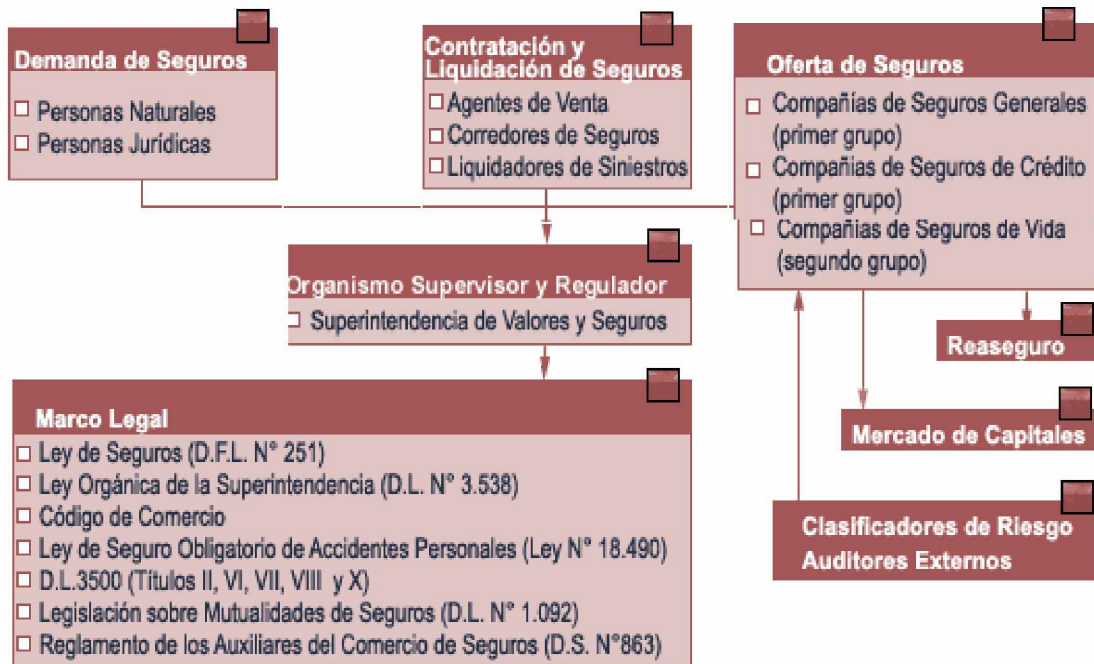 Demanda de Seguros
Personas Naturales
Personas Jurídicas
Contratación y
Liquidación de Seguros
Agentes de Venta
Corredores de Seguros
Liquidadores de Siniestros
Oferta de Seguros
Compañías de Seguros Generales
(primer grupo)
Compañias de Seguros de Crédito
(primer grupo)
Compañias de Seguros de Vida
(segundo grupo)
Organismo Supervisor y Regulador
Superintendencia de Valores y Seguros
Reaseguro
Mercado de Capitales
Clasificadores de Riesgo
Auditores Externos
Marco Legal
Ley de Seguros (D.F.L. N° 251)
Ley Orgánica de la Superintendencia (D.L. N° 3.538)
Código de Comercio
Ley de Seguro Obligatorio de Accidentes Personales (Ley N° 18.490)
D.L.3500 (Títulos II, VI, VII, VIII y X)
Legislación sobre Mutualidades de Seguros (D.L. N° 1.092)
Reglamento de los Auxiliares del Comercio de Seguros (D.S. N°863)